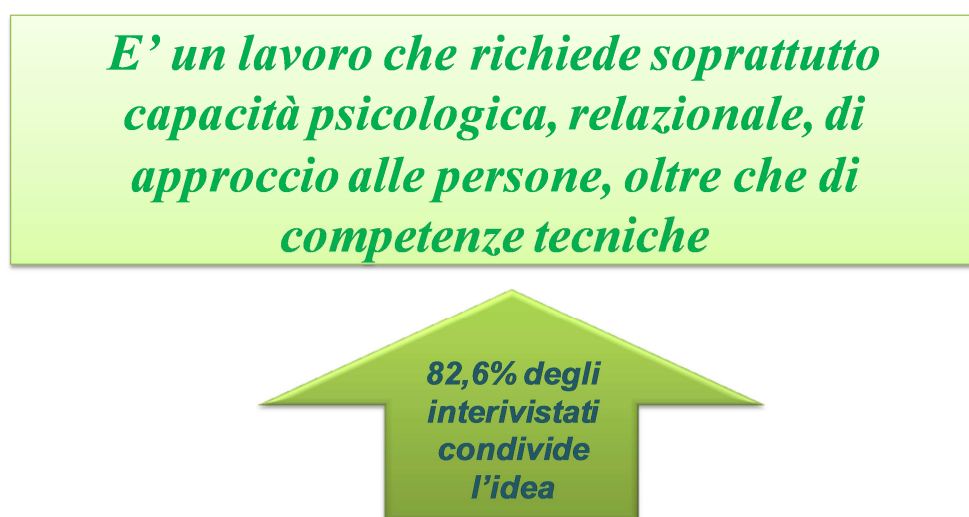 E’ un lavoro che richiede soprattutto
capacità psicologica, relazionale, di
approccio alle persone, oltre che di
competenze tecniche
82,6% degli
interivistati
condivide
l’idea